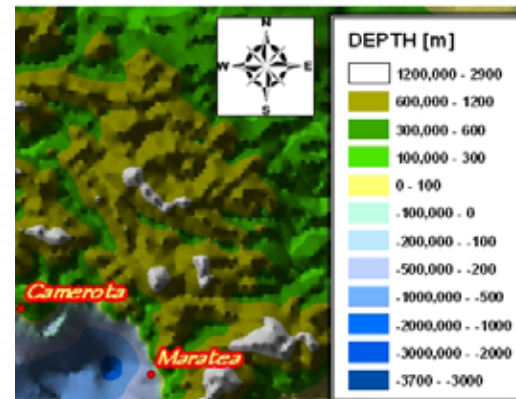 N
W E
S
Camerota
Maratea
DEPTH [m]
1200,000 - 2900
600,000 - 1200
300,000 - 600
100,000 - 300
0 - 100
-100,000 - 0
-200,000 - -100
-500,000 - -200
-1000,000 - -500
-2000,000 - -1000
-3000,000 - -2000
-3700 - -3000